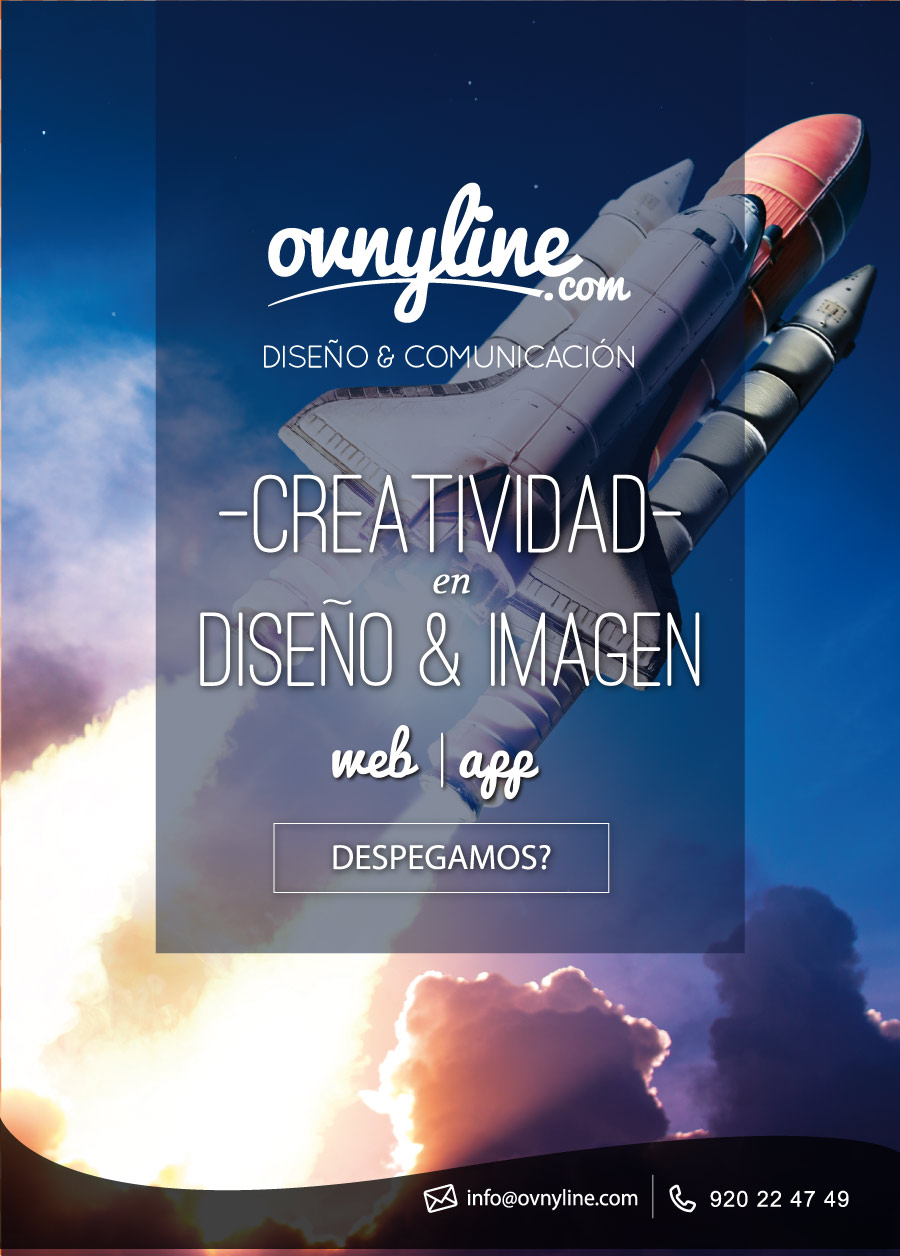 ovnyline
.com
DISEÑO & COMUNICACIÓN
-CREATIVIDAD-
en
DISEÑO & IMAGEN
web | app
DESPEGAMOS?
info@ovnyline.com | 920 22 47 49